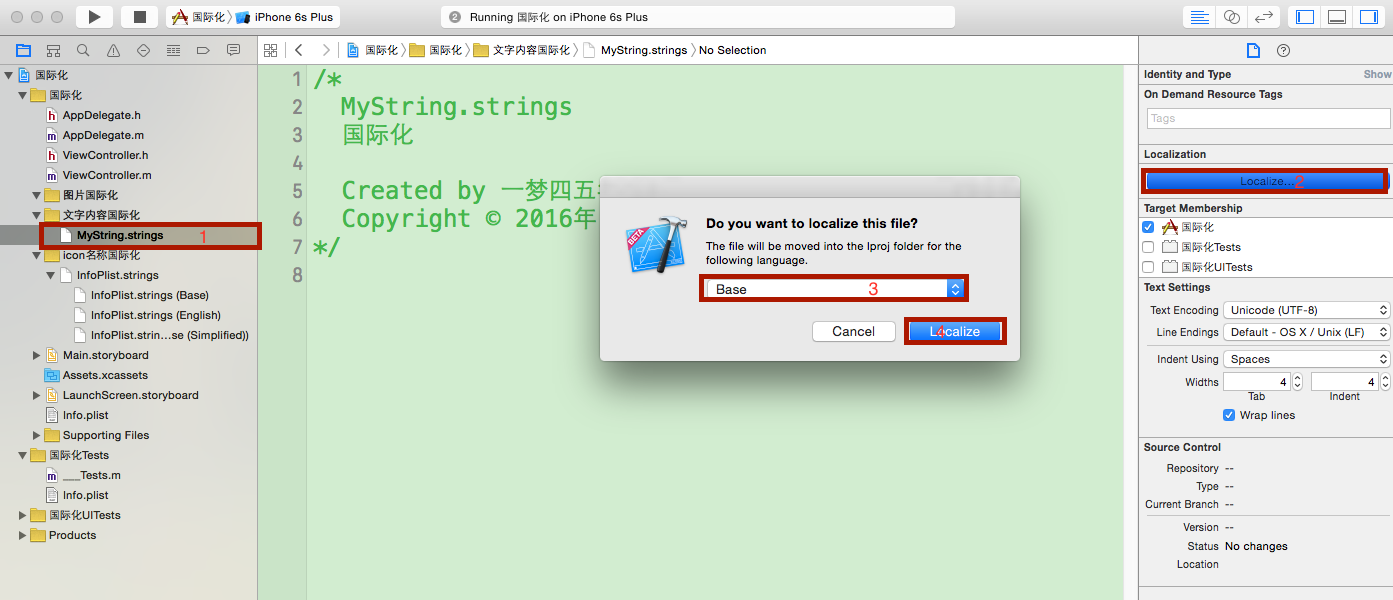 国际化 〉 iPhone 6s Plus
2 Running 国际化 on iPhone 6s Plus
国际化 〉 国际化 〉 文字内容国际化 〉 MyString.strings 〉 No Selection
国际化
国际化
AppDelegate.h
AppDelegate.m
ViewController.h
ViewController.m
图片国际化
文字内容国际化
MyString.strings 1
icon名称国际化
InfoPlist.strings
InfoPlist.strings (Base)
InfoPlist.strings (English)
InfoPlist.strin...se (Simplified))
Main.storyboard
Assets.xcassets
LaunchScreen.storyboard
Info.plist
Supporting Files
国际化Tests
___Tests.m
Info.plist
国际化UITests
Products
1 /*
2 MyString.strings
3 国际化
4
5 Created by 一梦四五
6 Copyright © 2016年
7 */
8
Do you want to localize this file?
The file will be moved into the lproj folder for the
following language.
Base 3
Cancel
Localize 4
Identity and Type Show
On Demand Resource Tags
Tags
Localization
Localize... 2
Target Membership
国际化
国际化Tests
国际化UITests
Text Settings
Text Encoding Unicode (UTF-8)
Line Endings Default - OS X / Unix (LF)
Indent Using Spaces
Widths 4 4
Tab Indent
Wrap lines
Source Control
Repository --
Type --
Current Branch --
Version --
Status No changes
Location
BETA